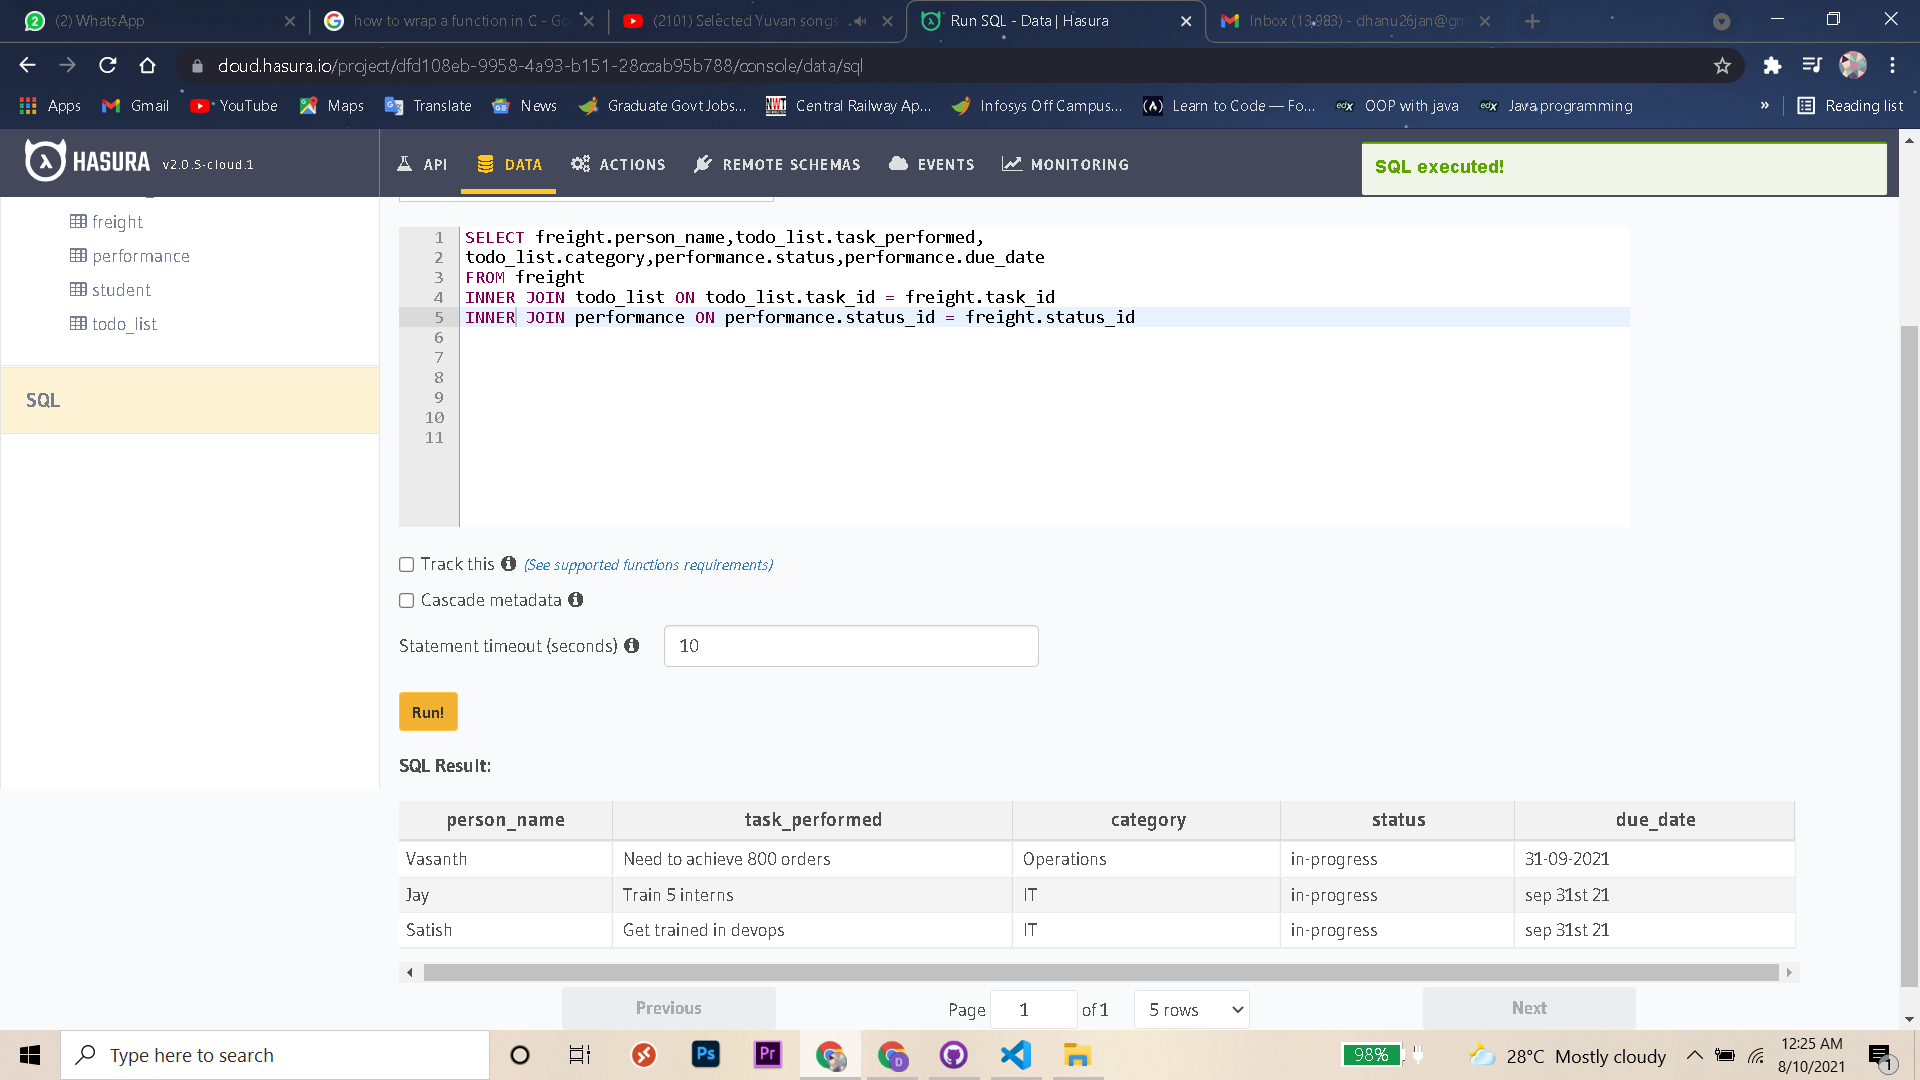 (2) WhatsApp
how to wrap a function in C - Go
(2101) Selected Yuvan songs
Run SQL - Data | Hasura
Inbox (13,983) - dhanu26jan@gm
cloud.hasura.io/project/dfd108eb-9958-4a93-b151-28ccab95b788/console/data/sql
Apps Gmail YouTube Maps Translate News Graduate Govt Jobs... Central Railway Ap... Infosys Off Campus... Learn to Code — Fo... OOP with java Java programming » Reading list
HASURA v2.0.5-cloud.1
API DATA ACTIONS REMOTE SCHEMAS EVENTS MONITORING
SQL executed!
freight
performance
student
todo_list
SQL
1 SELECT freight.person_name,todo_list.task_performed,
2 todo_list.category,performance.status,performance.due_date
3 FROM freight
4 INNER JOIN todo_list ON todo_list.task_id = freight.task_id
5 INNER JOIN performance ON performance.status_id = freight.status_id
6
7
8
9
10
11
Track this (See supported functions requirements)
Cascade metadata
Statement timeout (seconds) 10
Run!
SQL Result:
person_name task_performed category status due_date
Vasanth Need to achieve 800 orders Operations in-progress 31-09-2021
Jay Train 5 interns IT in-progress sep 31st 21
Satish Get trained in devops IT in-progress sep 31st 21
Previous Page 1 of 1 5 rows Next
Type here to search
Ps Pr
98%
28°C Mostly cloudy
12:25 AM
8/10/2021
1